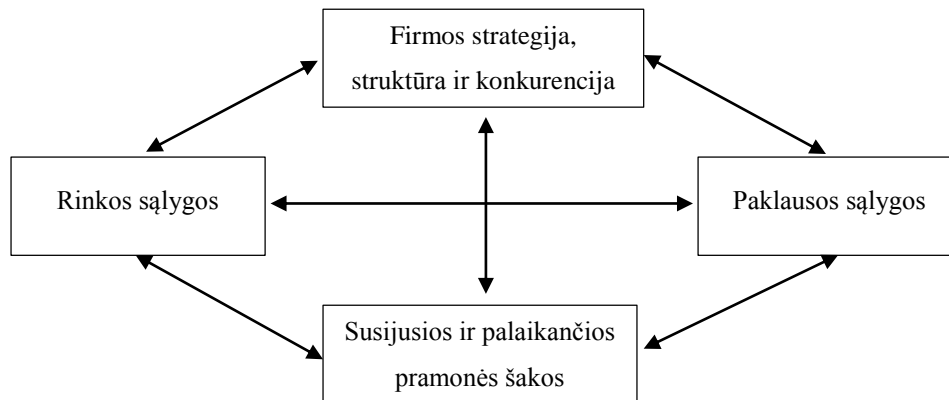 Firmos strategija,
struktūra ir konkurencija
Rinkos sąlygos
Paklausos sąlygos
Susijusios ir palaikančios
pramonės šakos